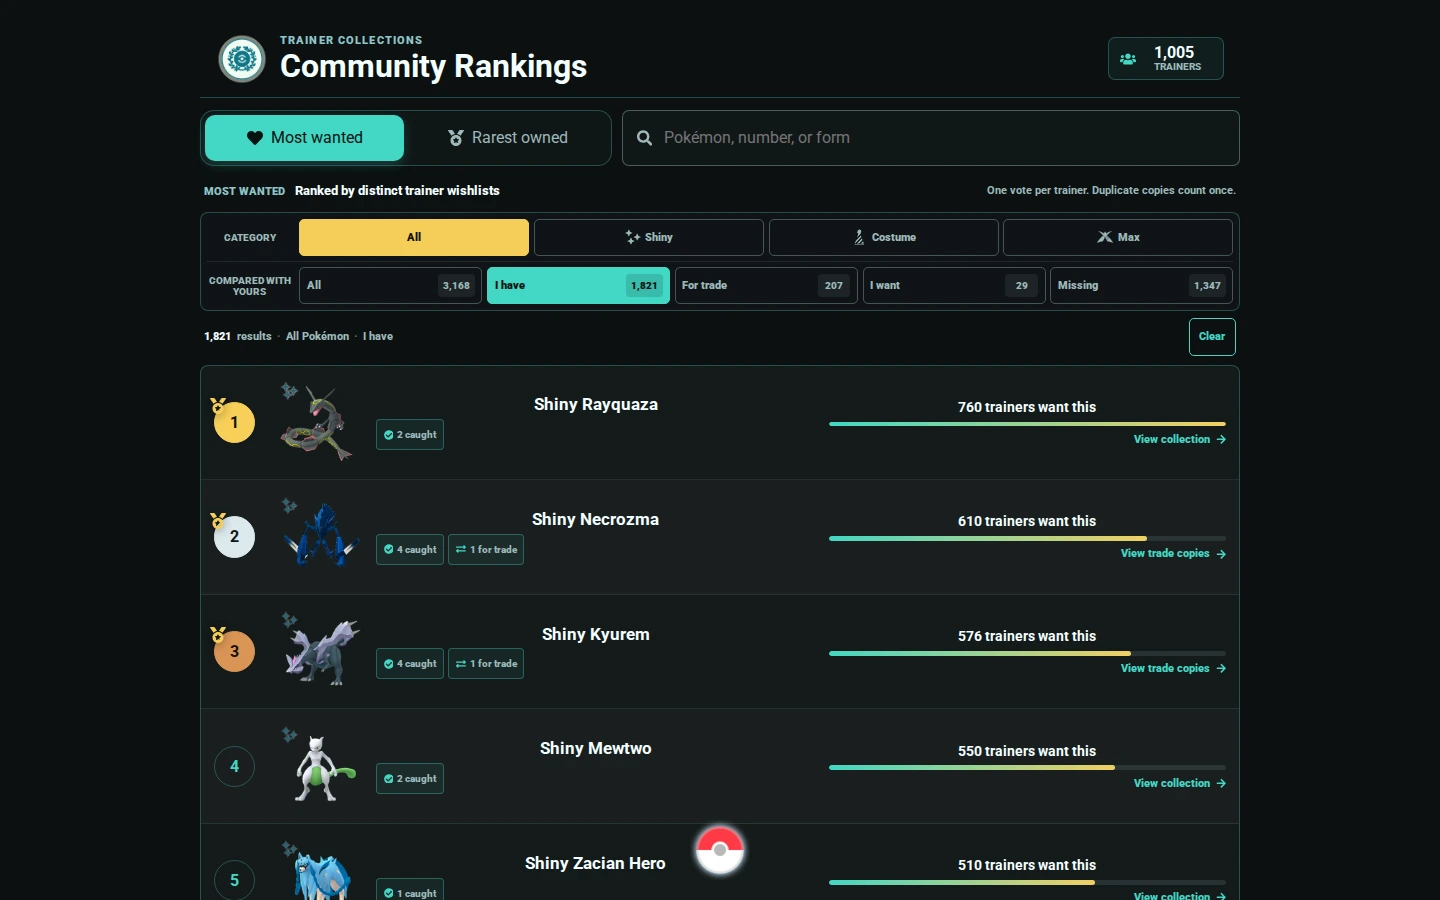 TRAINER COLLECTIONS
Community Rankings
1,005
TRAINERS
Most wanted
Rarest owned
Pokémon, number, or form
MOST WANTED Ranked by distinct trainer wishlists
One vote per trainer. Duplicate copies count once.
CATEGORY
All
Shiny
Costume
Max
COMPARED WITH
YOURS
All 3,168
I have 1,821
For trade 207
I want 29
Missing 1,347
1,821 results · All Pokémon · I have
Clear
1
Shiny Rayquaza
2 caught
760 trainers want this
View collection →
2
Shiny Necrozma
4 caught
1 for trade
610 trainers want this
View trade copies →
3
Shiny Kyurem
4 caught
1 for trade
576 trainers want this
View trade copies →
4
Shiny Mewtwo
2 caught
550 trainers want this
View collection →
5
Shiny Zacian Hero
1 caught
510 trainers want this
View collection →